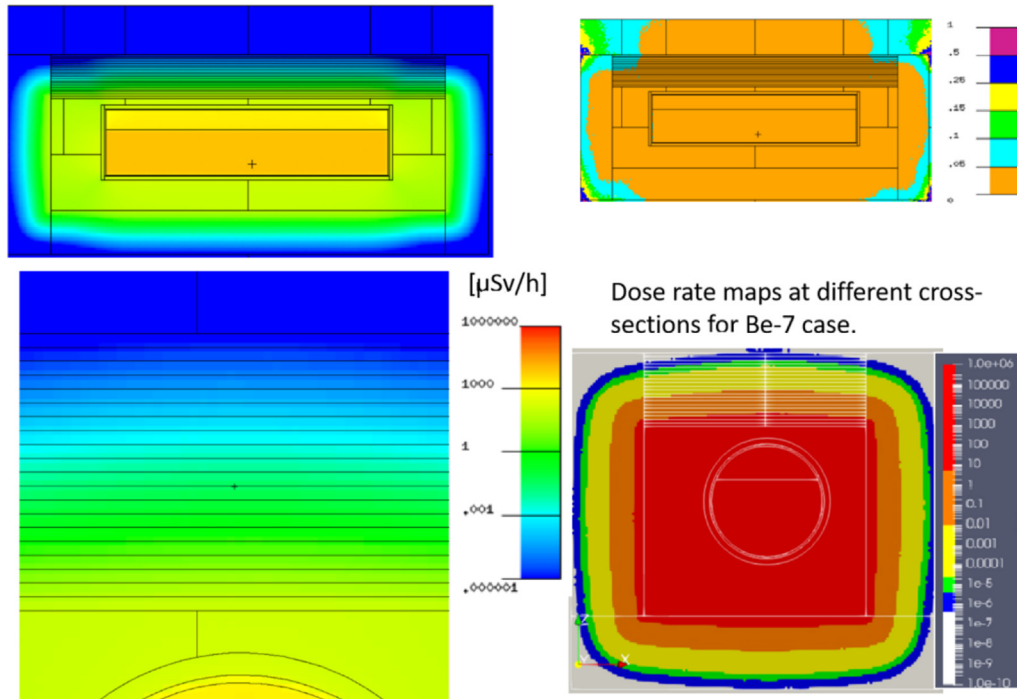 1
.5
.25
.15
.1
.05
0
[µSv/h]
1000000
1000
1
.001
.000001
Dose rate maps at different cross-
sections for Be-7 case.
1.0e+06
100000
10000
1000
100
10
1
0.1
0.01
0.001
0.0001
1e-5
1e-6
1e-7
1e-8
1e-9
1.0e-10
Z
Y
X